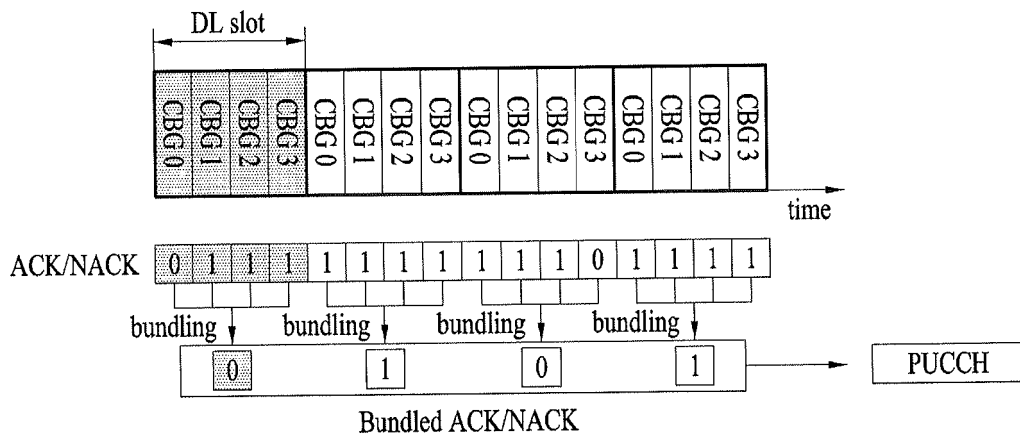 DL slot
CBG 0 CBG 1 CBG 2 CBG 3 CBG 0 CBG 1 CBG 2 CBG 3 CBG 0 CBG 1 CBG 2 CBG 3 CBG 0 CBG 1 CBG 2 CBG 3
time
ACK/NACK 0 1 1 1 1 1 1 1 1 1 1 0 1 1 1 1
bundling bundling bundling bundling
0 1 0 1 PUCCH
Bundled ACK/NACK